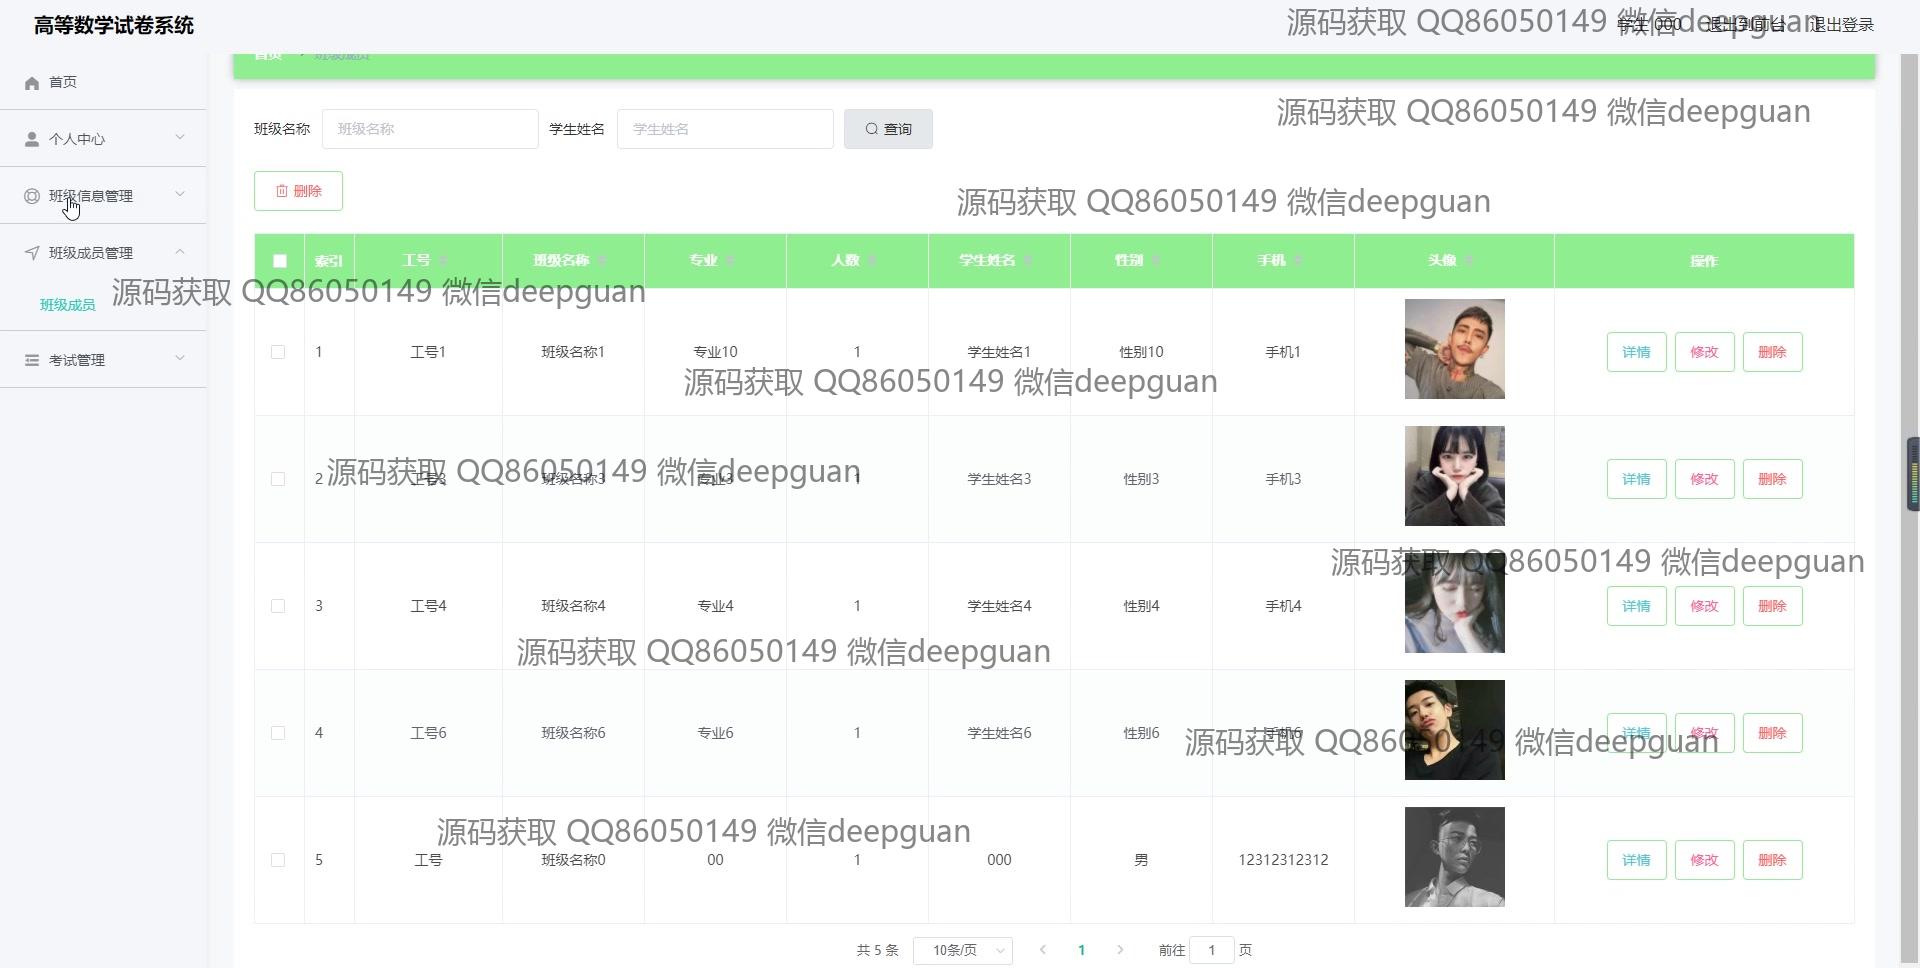 高等数学试卷系统
源码获取 QQ86050149 微信deepguan
学生 000 退出到前台 退出登录
首页
首页 班级成员
个人中心
班级信息管理
班级成员管理
班级成员
考试管理
源码获取 QQ86050149 微信deepguan
班级名称 班级名称 学生姓名 学生姓名 查询
删除
源码获取 QQ86050149 微信deepguan
索引 工号 班级名称 专业 人数 学生姓名 性别 手机 头像 操作
源码获取 QQ86050149 微信deepguan
1 工号1 班级名称1 专业10 1 学生姓名1 性别10 手机1 详情 修改 删除
源码获取 QQ86050149 微信deepguan
源码获取 QQ86050149 微信deepguan
2 工号3 班级名称3 专业3 1 学生姓名3 性别3 手机3 详情 修改 删除
源码获取 QQ86050149 微信deepguan
3 工号4 班级名称4 专业4 1 学生姓名4 性别4 手机4 详情 修改 删除
源码获取 QQ86050149 微信deepguan
4 工号6 班级名称6 专业6 1 学生姓名6 性别6 手机6 详情 修改 删除
源码获取 QQ86050149 微信deepguan
源码获取 QQ86050149 微信deepguan
5 工号 班级名称0 00 1 000 男 12312312312 详情 修改 删除
共 5 条 10条/页 1 前往 1 页